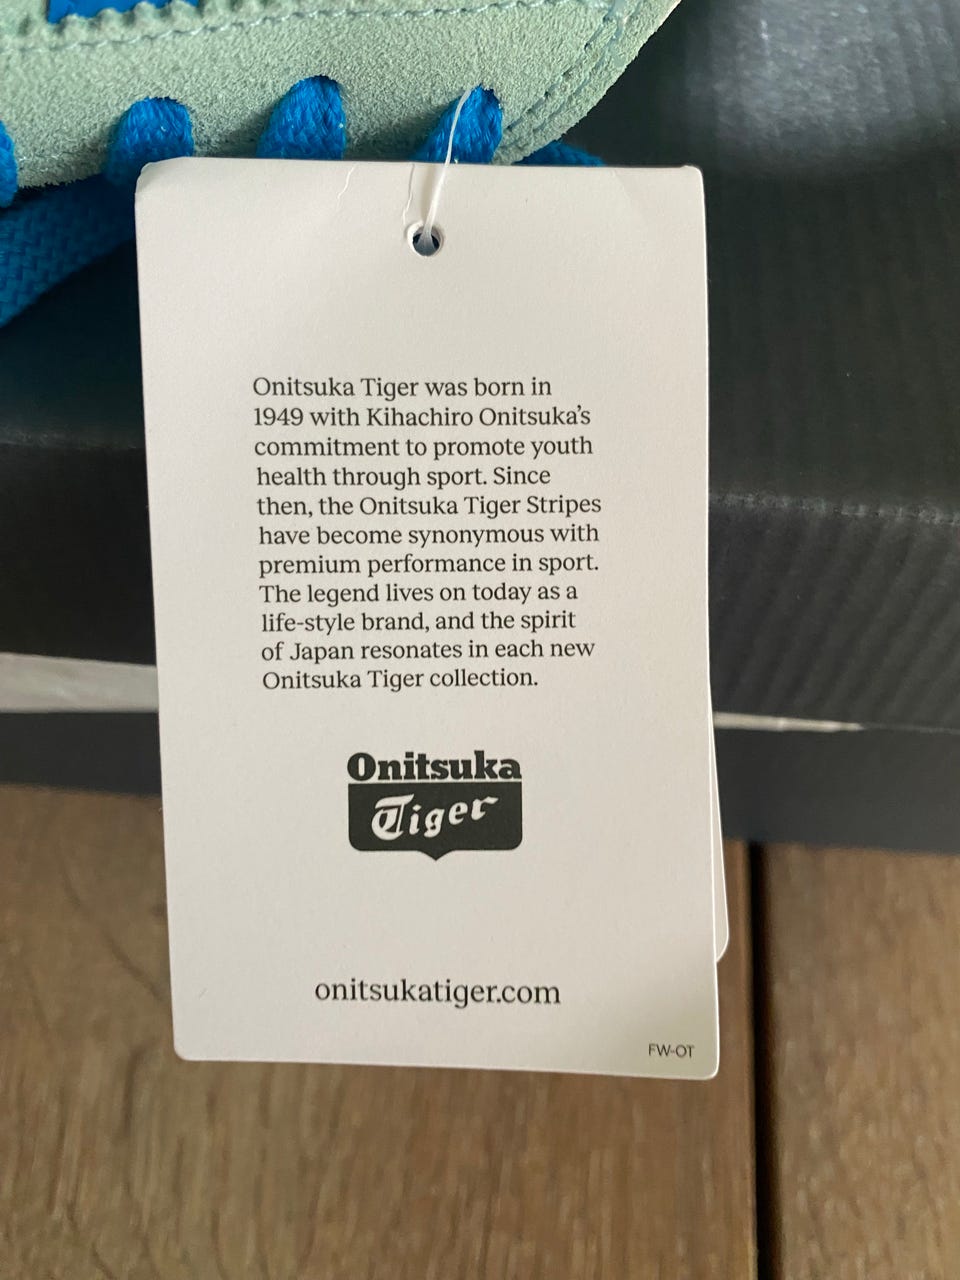 Onitsuka Tiger was born in
1949 with Kihachiro Onitsuka's
commitment to promote youth
health through sport. Since
then, the Onitsuka Tiger Stripes
have become synonymous with
premium performance in sport.
The legend lives on today as a
life-style brand, and the spirit
of Japan resonates in each new
Onitsuka Tiger collection.
Onitsuka
Tiger
onitsukatiger.com
FW-OT